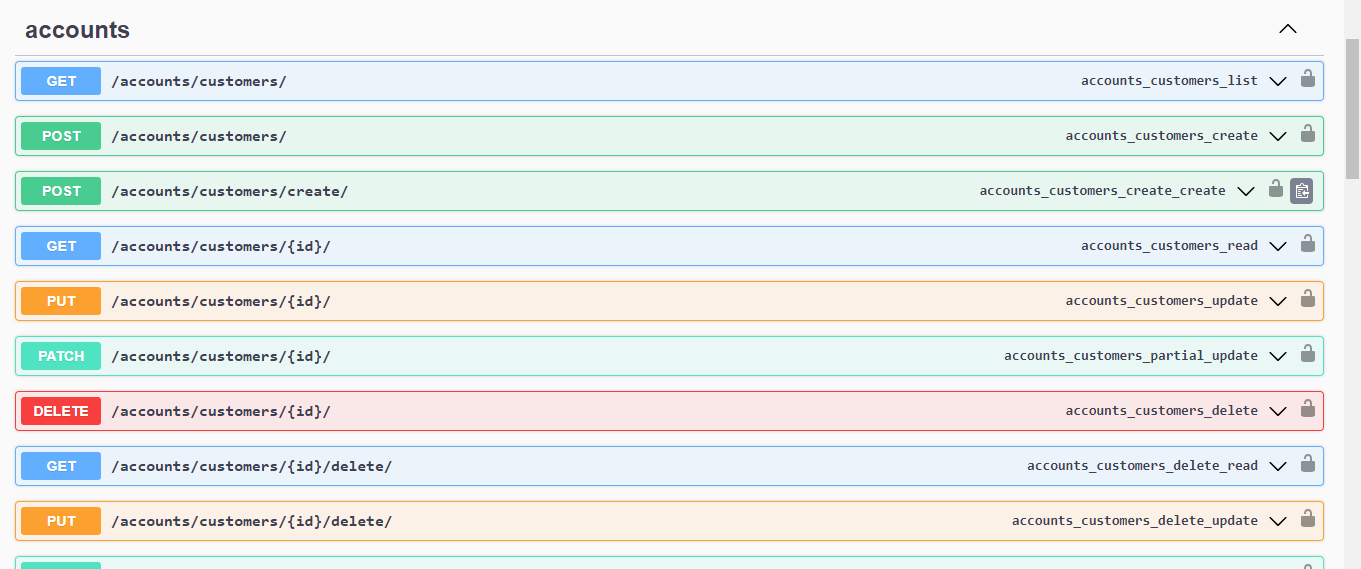 accounts
GET /accounts/customers/ accounts_customers_list
POST /accounts/customers/ accounts_customers_create
POST /accounts/customers/create/ accounts_customers_create_create
GET /accounts/customers/{id}/ accounts_customers_read
PUT /accounts/customers/{id}/ accounts_customers_update
PATCH /accounts/customers/{id}/ accounts_customers_partial_update
DELETE /accounts/customers/{id}/ accounts_customers_delete
GET /accounts/customers/{id}/delete/ accounts_customers_delete_read
PUT /accounts/customers/{id}/delete/ accounts_customers_delete_update